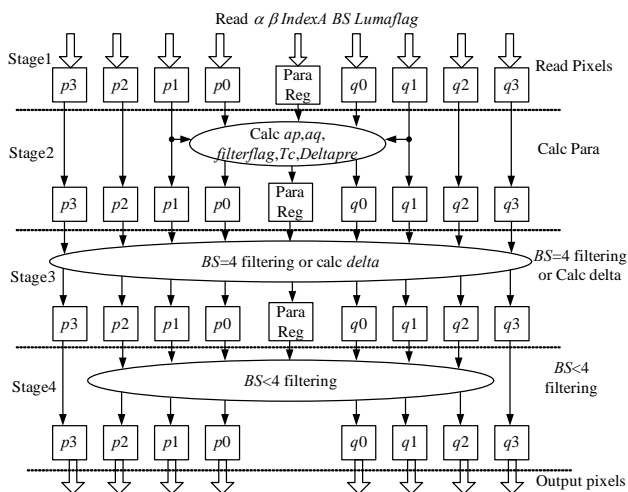 Read α β IndexA BS Lumaflag
Stage1
p3 p2 p1 p0 Para Reg q0 q1 q2 q3
Read Pixels
Stage2
Calc ap,aq,
filterflag,Tc,Deltapre
Calc Para
p3 p2 p1 p0 Para Reg q0 q1 q2 q3
BS=4 filtering or calc delta
BS=4 filtering
or Calc delta
Stage3
p3 p2 p1 p0 Para Reg q0 q1 q2 q3
Stage4
BS<4 filtering
BS<4
filtering
p3 p2 p1 p0 q0 q1 q2 q3
Output pixels